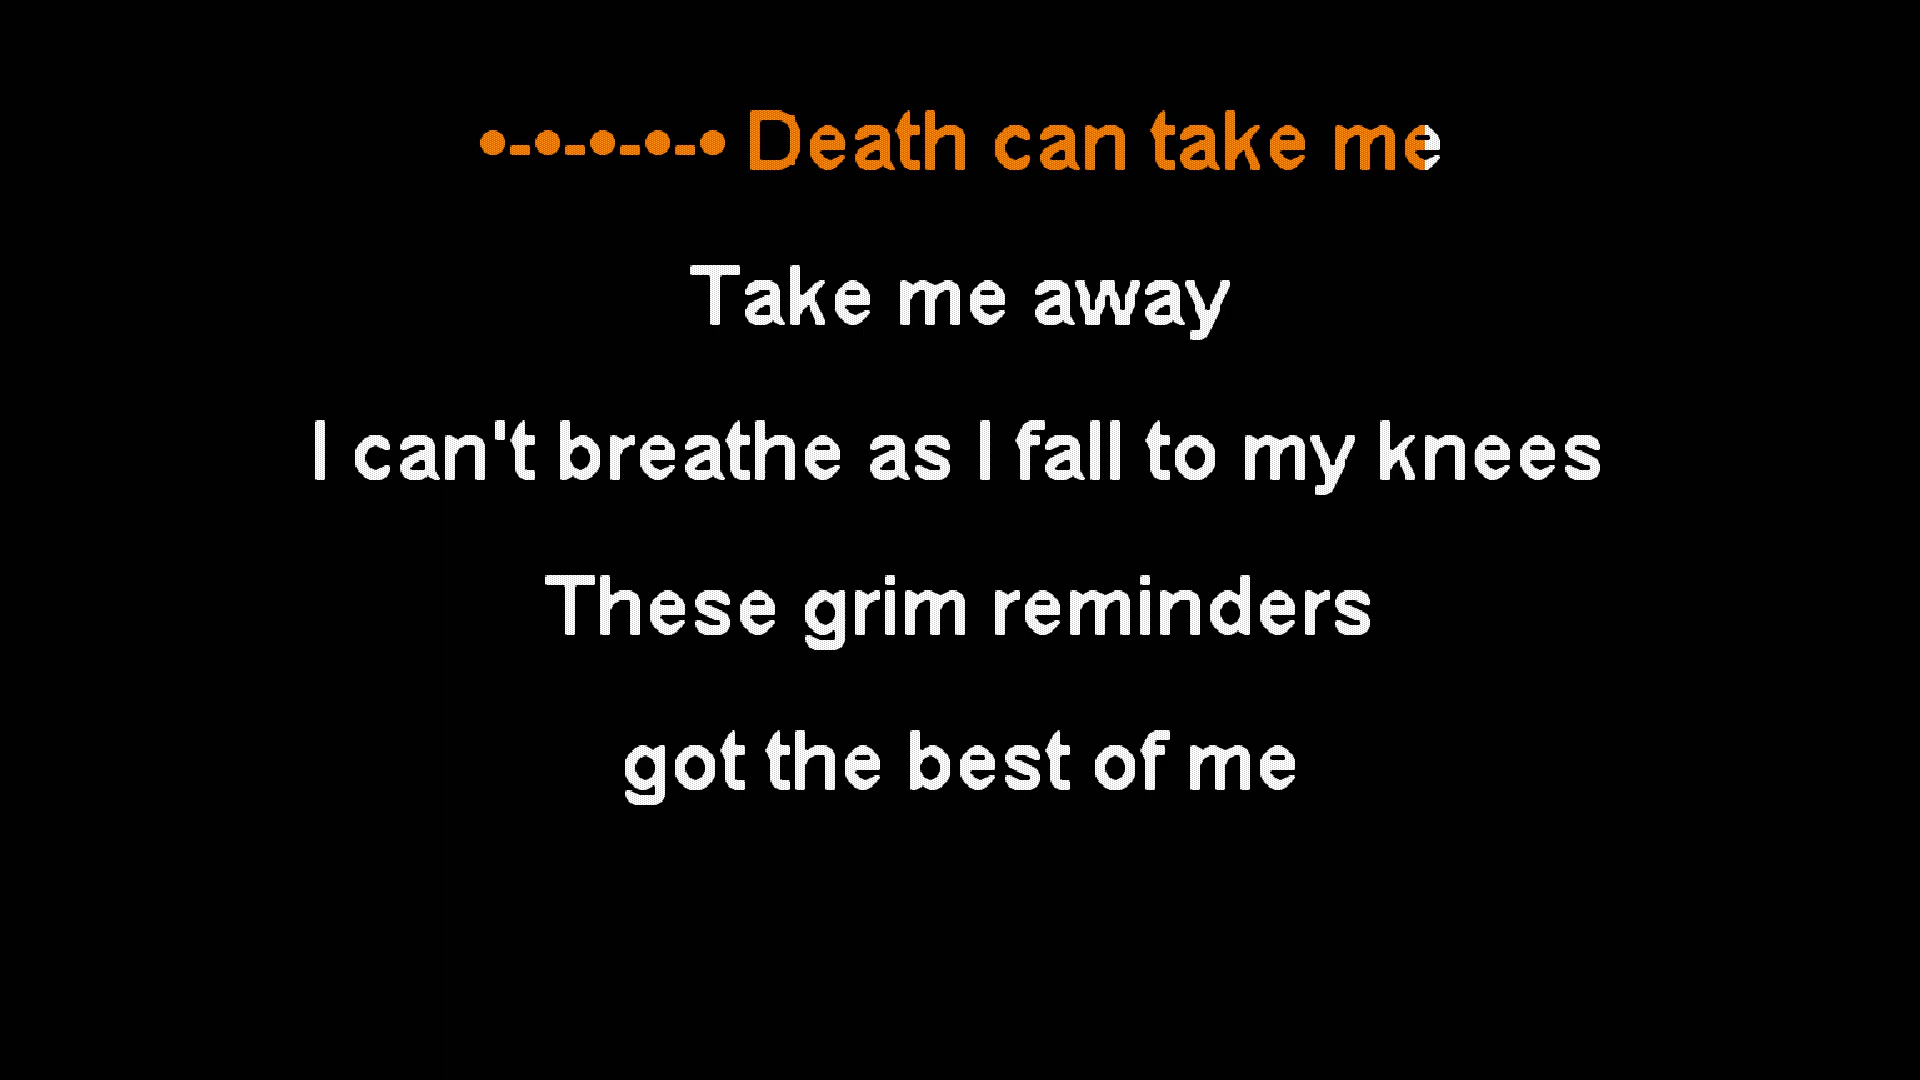 •-•-•-•-• Death can take me
Take me away
I can't breathe as I fall to my knees
These grim reminders
got the best of me